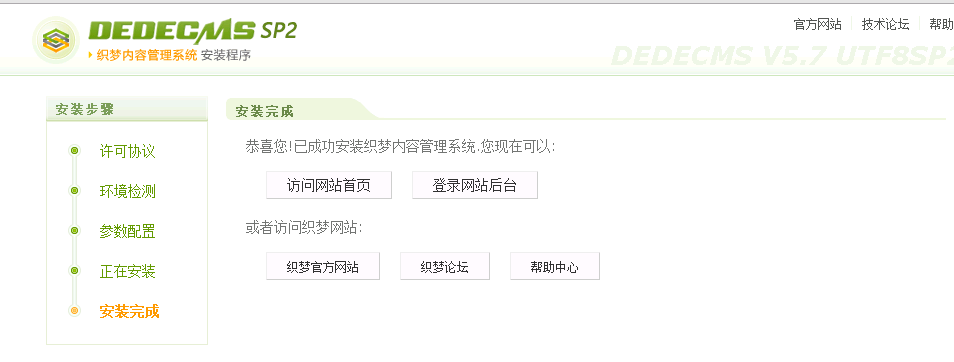 官方网站 技术论坛 帮助
DEDECMS SP2
织梦内容管理系统 安装程序
DEDECMS V5.7 UTF8SP2
安装步骤
许可协议
环境检测
参数配置
正在安装
安装完成
安装完成
恭喜您!已成功安装织梦内容管理系统,您现在可以:
访问网站首页 登录网站后台
或者访问织梦网站:
织梦官方网站 织梦论坛 帮助中心